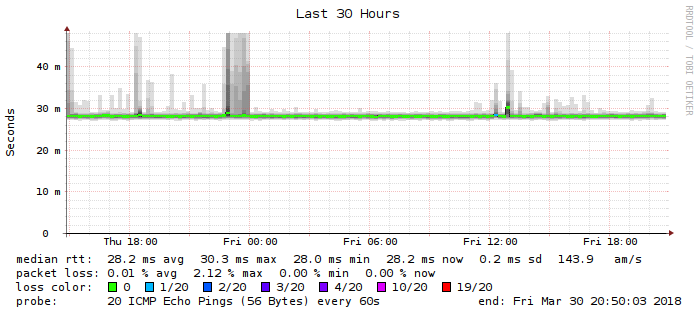 Last 30 Hours
RRDTOOL / TOBI OETIKER
Seconds
40 m
30 m
20 m
10 m
0
Thu 18:00 Fri 00:00 Fri 06:00 Fri 12:00 Fri 18:00
median rtt: 28.2 ms avg 30.3 ms max 28.0 ms min 28.2 ms now 0.2 ms sd 143.9 am/s
packet loss: 0.01 % avg 2.12 % max 0.00 % min 0.00 % now
loss color: 0 1/20 2/20 3/20 4/20 10/20 19/20
probe: 20 ICMP Echo Pings (56 Bytes) every 60s end: Fri Mar 30 20:50:03 2018